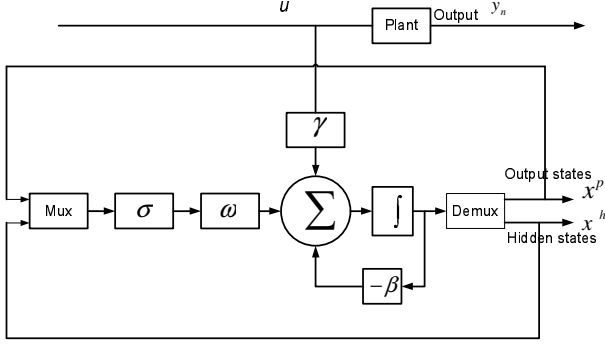 u
Plant
Output y_n
γ
Output states
x^p
Mux
σ
ω
∑
∫
Demux
x^h
Hidden states
−β